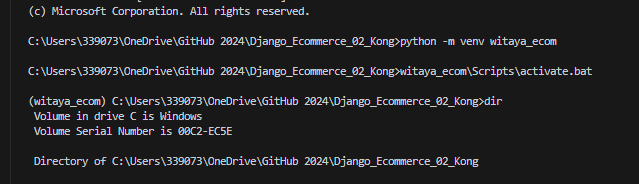 (c) Microsoft Corporation. All rights reserved.
C:\Users\339073\OneDrive\GitHub 2024\Django_Ecommerce_02_Kong>python -m venv witaya_ecom
C:\Users\339073\OneDrive\GitHub 2024\Django_Ecommerce_02_Kong>witaya_ecom\Scripts\activate.bat
(witaya_ecom) C:\Users\339073\OneDrive\GitHub 2024\Django_Ecommerce_02_Kong>dir
Volume in drive C is Windows
Volume Serial Number is 00C2-EC5E
Directory of C:\Users\339073\OneDrive\GitHub 2024\Django_Ecommerce_02_Kong